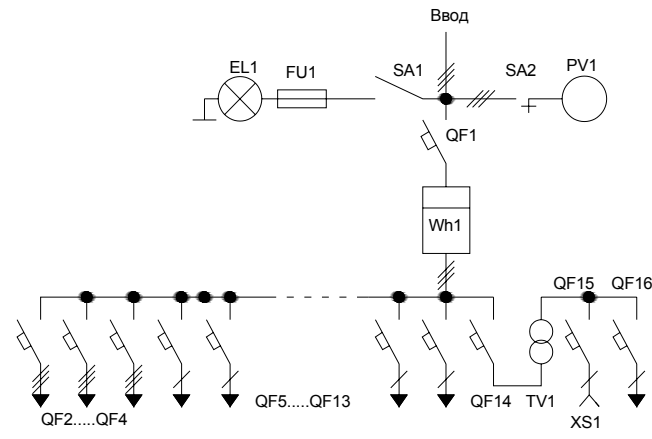 Ввод
EL1 FU1 SA1 SA2 PV1
QF1
Wh1
QF15 QF16
QF2.....QF4 QF5.....QF13 QF14 TV1
XS1